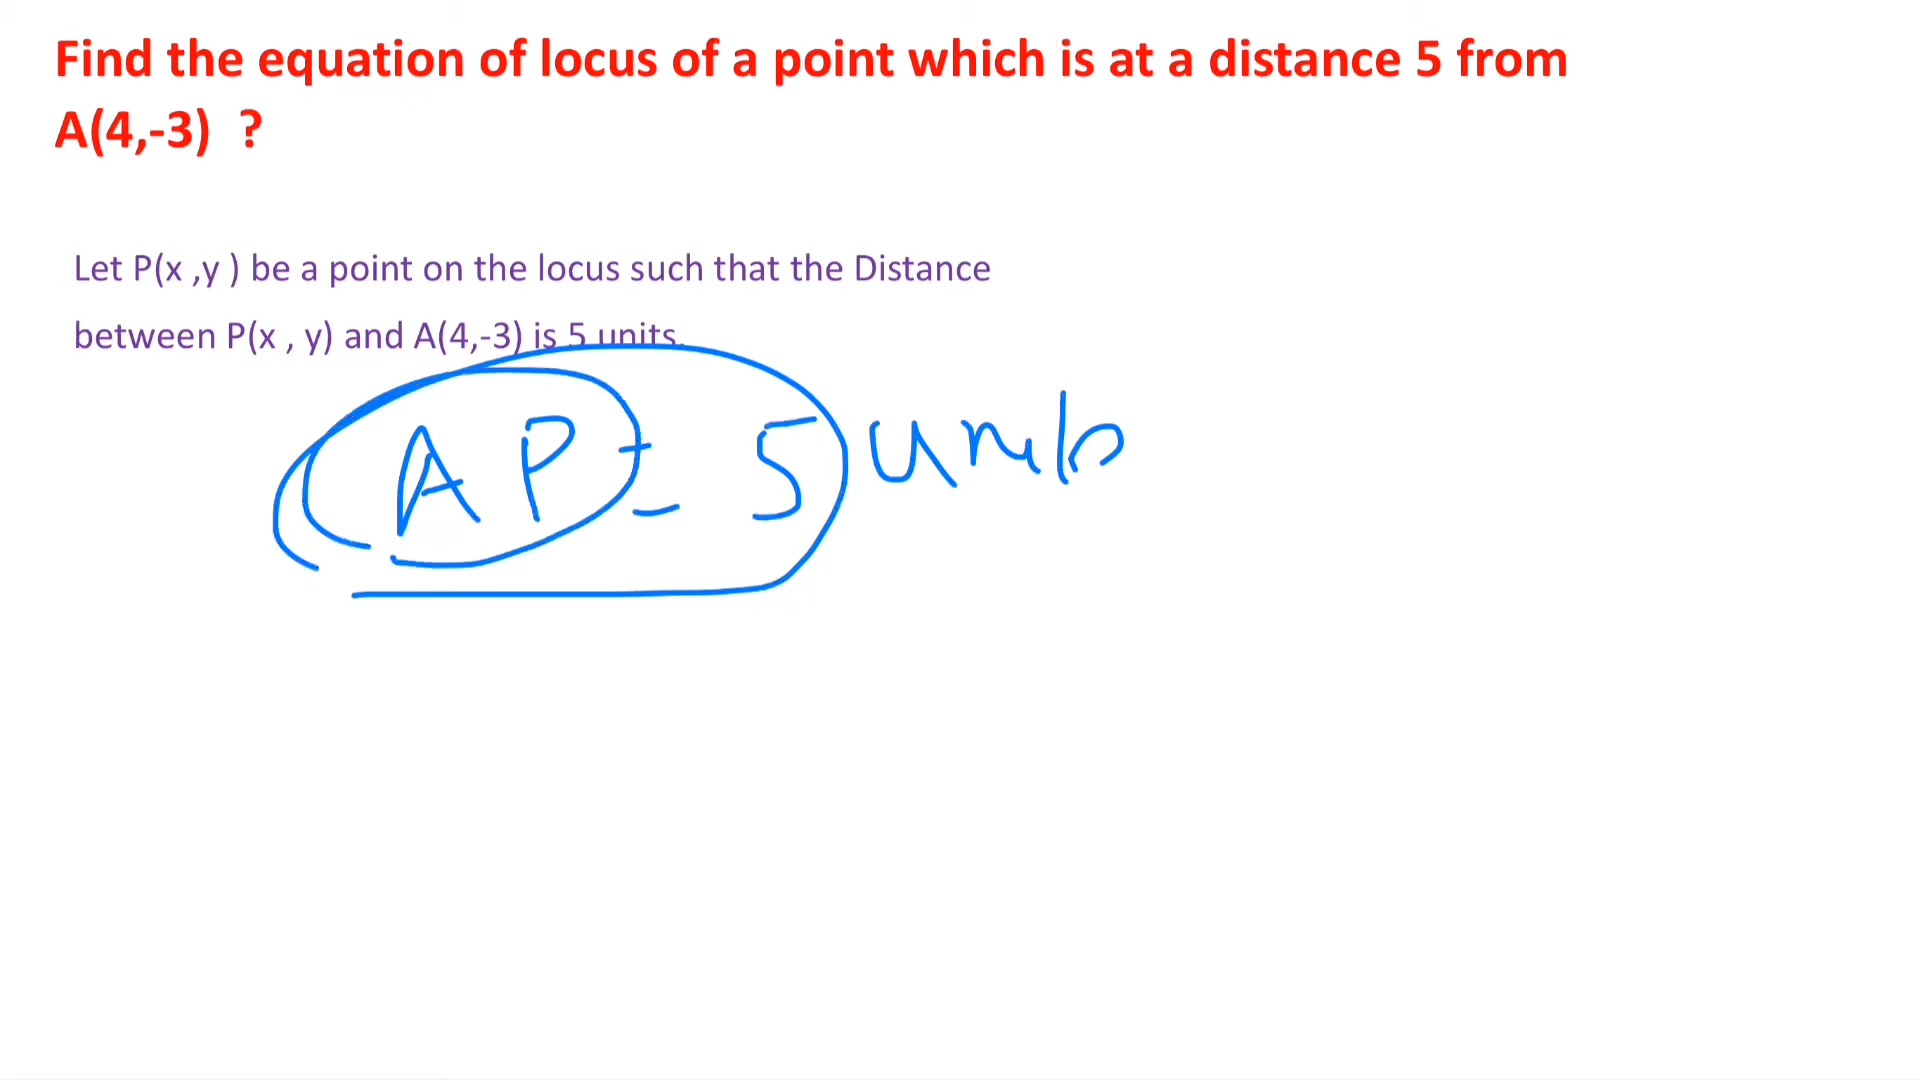 Find the equation of locus of a point which is at a distance 5 from
A(4,-3) ?
Let P(x ,y ) be a point on the locus such that the Distance
between P(x , y) and A(4,-3) is 5 units.
AP = 5 units